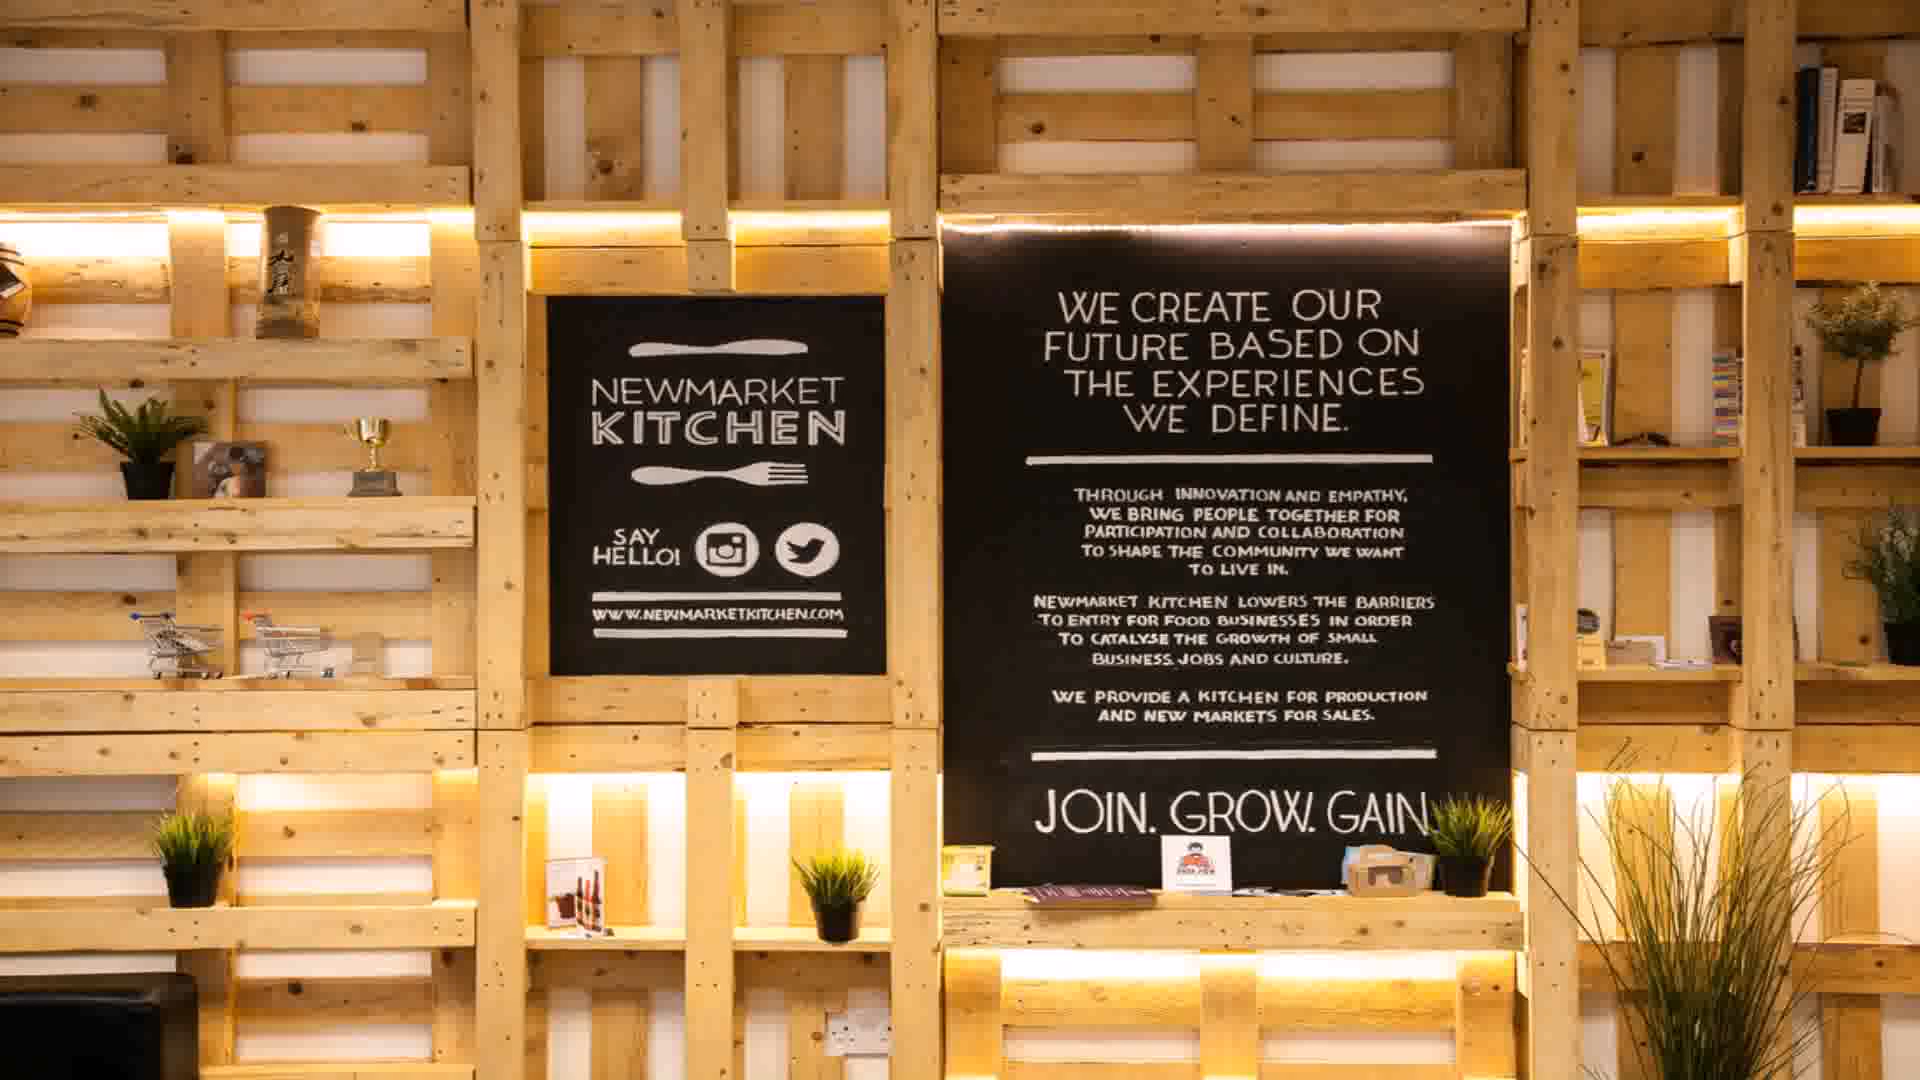 NEWMARKET
KITCHEN
SAY
HELLO!
WWW.NEWMARKETKITCHEN.COM
WE CREATE OUR
FUTURE BASED ON
THE EXPERIENCES
WE DEFINE.
THROUGH INNOVATION AND EMPATHY,
WE BRING PEOPLE TOGETHER FOR
PARTICIPATION AND COLLABORATION
TO SHAPE THE COMMUNITY WE WANT
TO LIVE IN.
NEWMARKET KITCHEN LOWERS THE BARRIERS
TO ENTRY FOR FOOD BUSINESSES IN ORDER
TO CATALYSE THE GROWTH OF SMALL
BUSINESS, JOBS AND CULTURE.
WE PROVIDE A KITCHEN FOR PRODUCTION
AND NEW MARKETS FOR SALES.
JOIN. GROW. GAIN